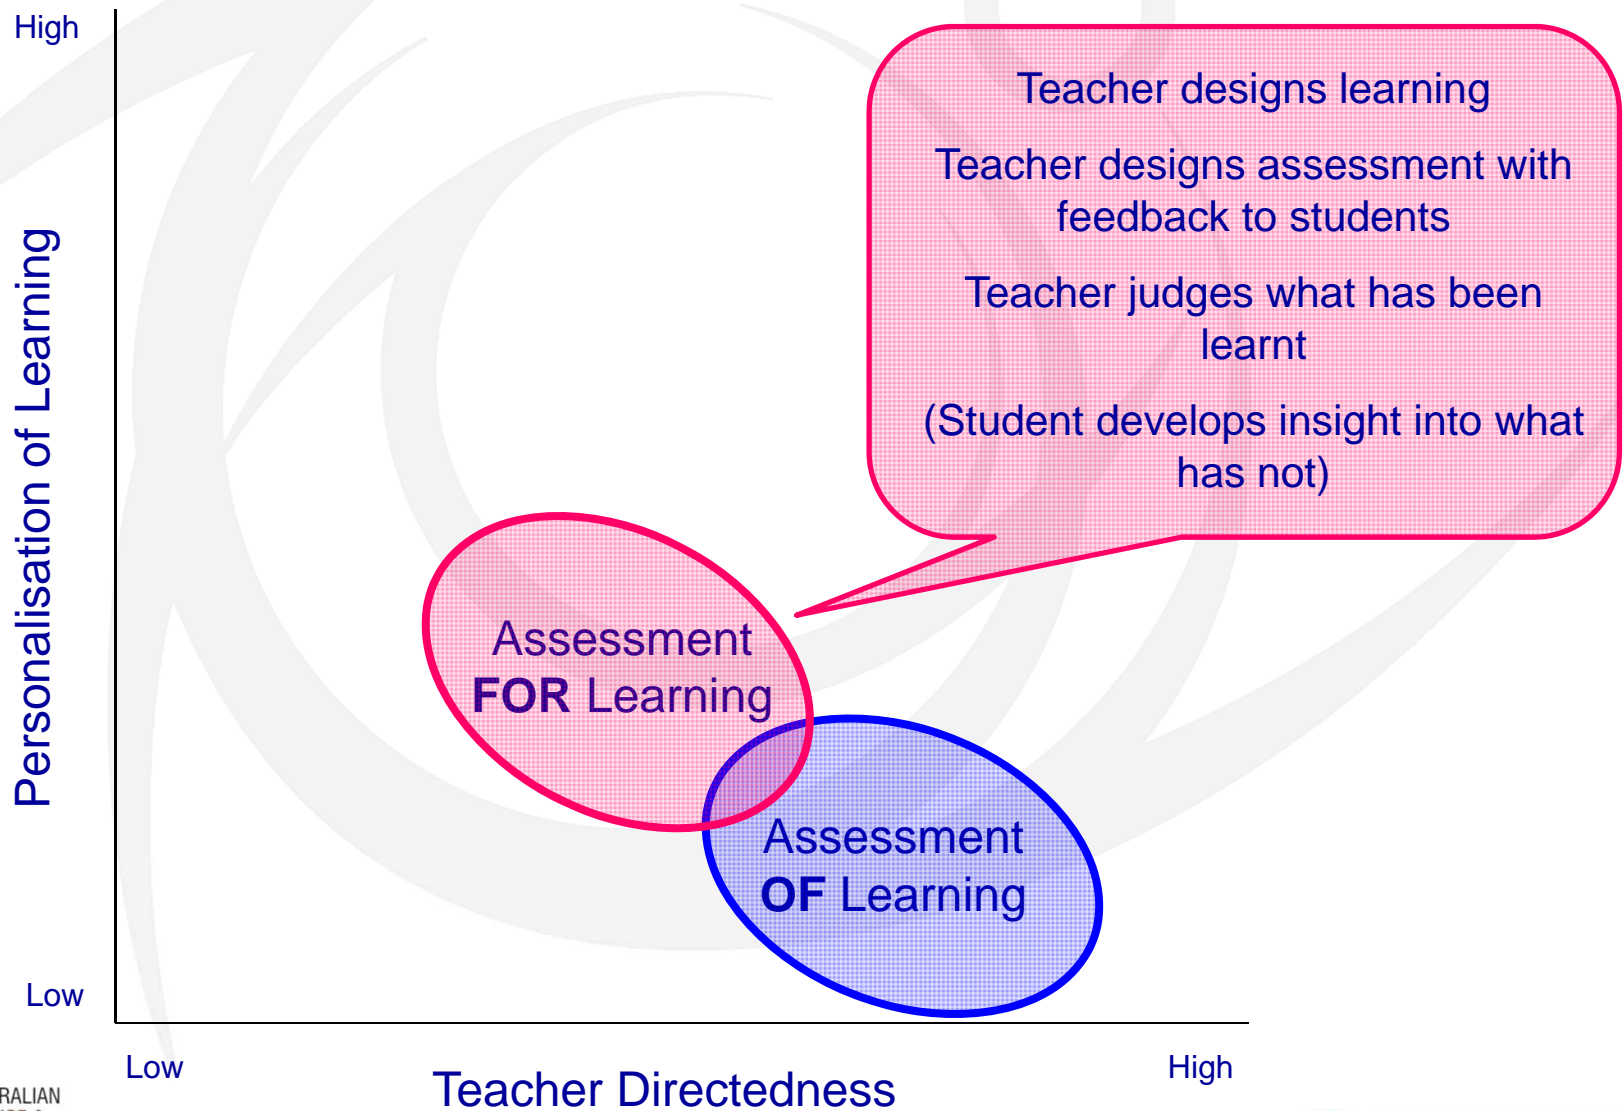 High
Teacher designs learning
Teacher designs assessment with
feedback to students
Teacher judges what has been
learnt
(Student develops insight into what
has not)
Personalisation of Learning
Assessment
FOR Learning
Assessment
OF Learning
Low
Low
High
Teacher Directedness
RALIAN